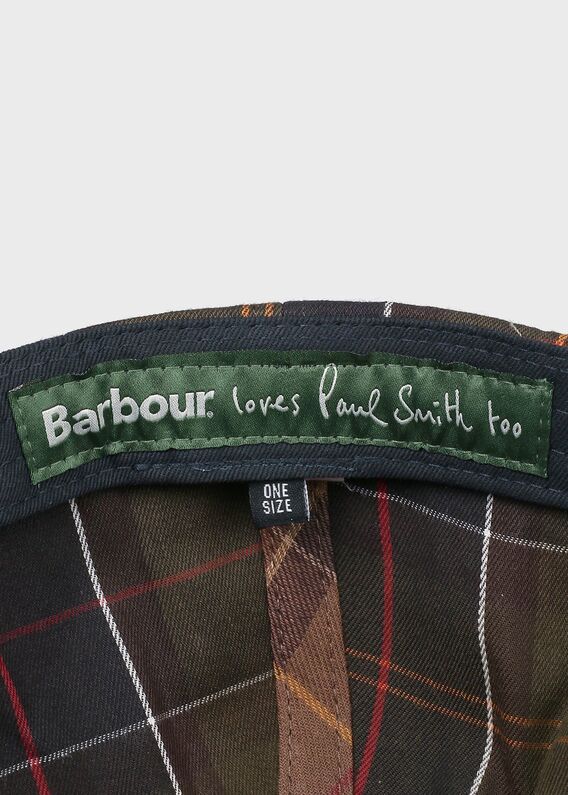 Barbour. loves Paul Smith too
ONE
SIZE